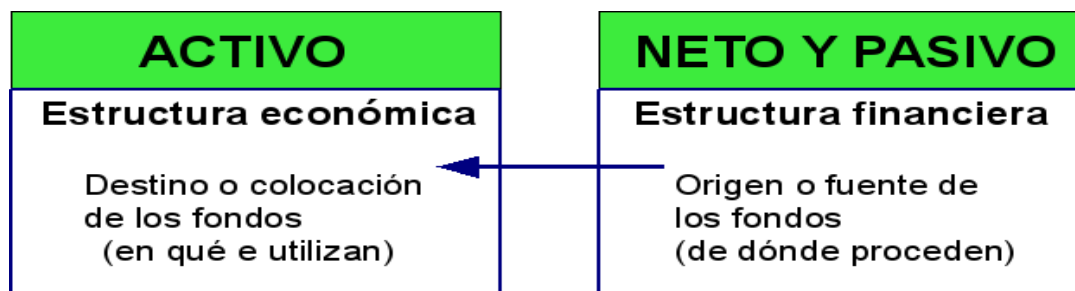 ACTIVO
Estructura económica
Destino o colocación
de los fondos
(en qué e utilizan)
NETO Y PASIVO
Estructura financiera
Origen o fuente de
los fondos
(de dónde proceden)